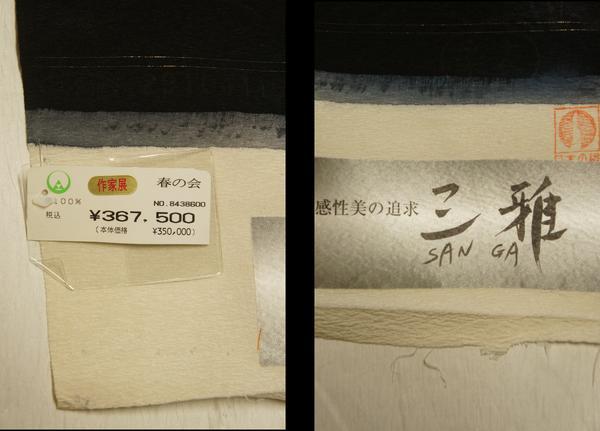 作家展
春の会
100%
NO.8438600
税込
¥367,500
(本体価格 ¥350,000)
感性美の追求
三雅
SAN GA